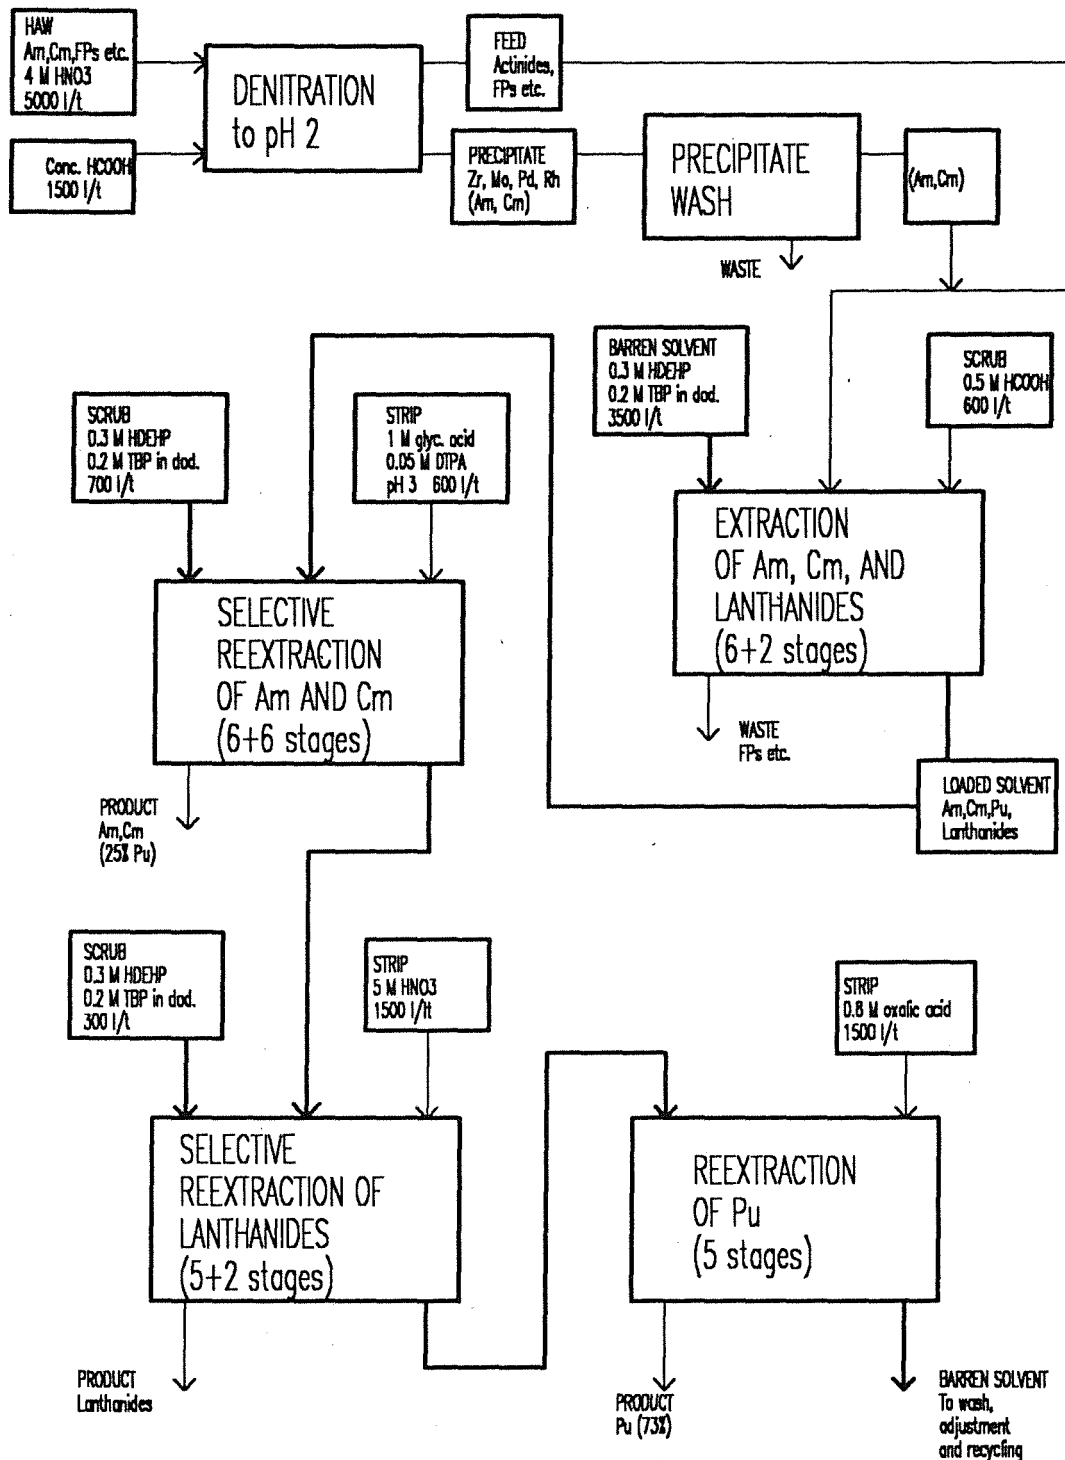 HAW
Am,Cm,FPs etc.
4 M HNO3
5000 l/t
DENITRATION
to pH 2
FEED
Actinides,
FPs etc.
Conc. HCOOH
1500 l/t
PRECIPITATE
Zr, Mo, Pd, Rh
(Am, Cm)
PRECIPITATE
WASH
(Am,Cm)
WASTE
BARREN SOLVENT
0.3 M HDEHP
0.2 M TBP in dod.
3500 l/t
SCRUB
0.5 M HCOOH
600 l/t
SCRUB
0.3 M HDEHP
0.2 M TBP in dod.
700 l/t
STRIP
1 M glyc. acid
0.05 M DTPA
pH 3 600 l/t
EXTRACTION
OF Am, Cm, AND
LANTHANIDES
(6+2 stages)
SELECTIVE
REEXTRACTION
OF Am AND Cm
(6+6 stages)
WASTE
FPs etc.
LOADED SOLVENT
Am,Cm,Pu,
Lanthanides
PRODUCT
Am,Cm
(25% Pu)
SCRUB
0.3 M HDEHP
0.2 M TBP in dod.
300 l/t
STRIP
5 M HNO3
1500 l/tt
STRIP
0.8 M oxalic acid
1500 l/t
SELECTIVE
REEXTRACTION OF
LANTHANIDES
(5+2 stages)
REEXTRACTION
OF Pu
(5 stages)
PRODUCT
Lanthanides
PRODUCT
Pu (73%)
BARREN SOLVENT
To wash,
adjustment
and recycling